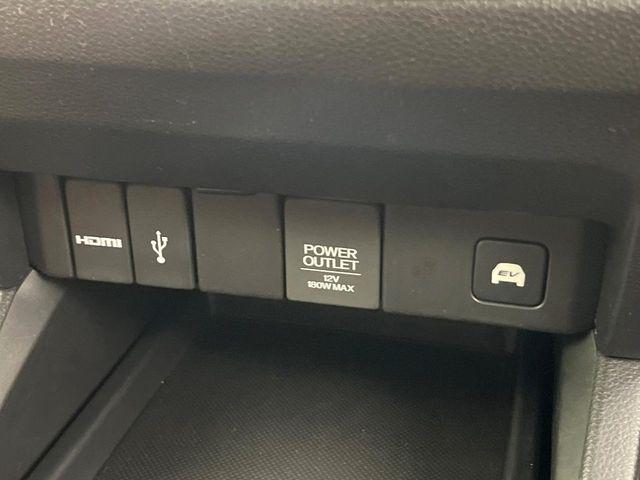 HDMI
POWER
OUTLET
12V
180W MAX
EV